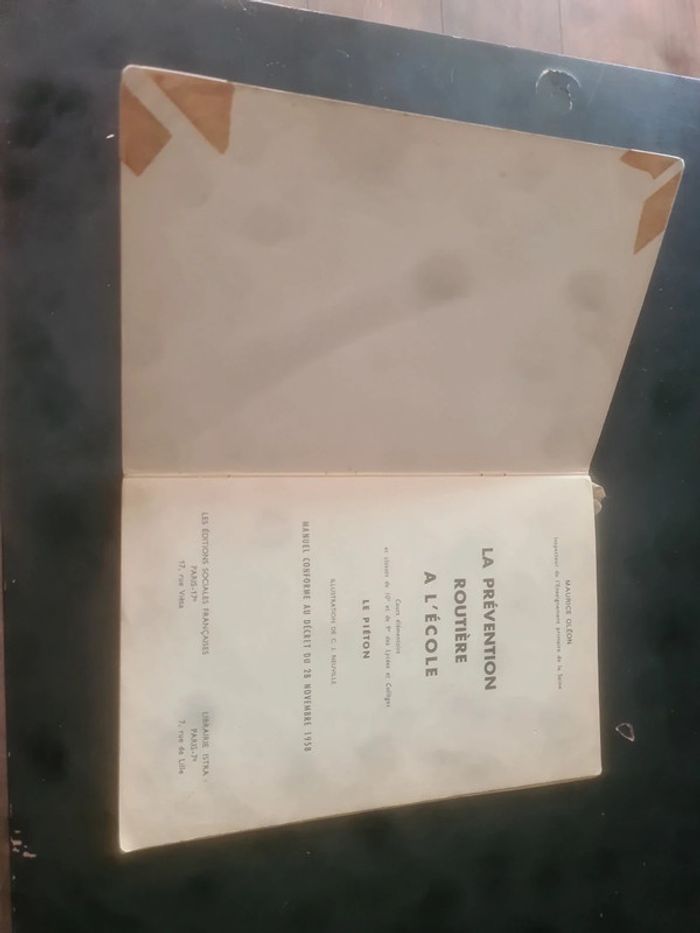 MAURICE OLÉON
Inspecteur de l'Enseignement primaire de la Seine
LA PRÉVENTION
ROUTIÈRE
A L'ÉCOLE
Cours élémentaires
et classes de 10e et de 9e des Lycées et Collèges
LE PIÉTON
ILLUSTRATION DE C. J. NEUVILLE
MANUEL CONFORME AU DÉCRET DU 28 NOVEMBRE 1958
LES ÉDITIONS SOCIALES FRANÇAISES
PARIS-17e
17, rue Viète
LIBRAIRIE ISTRA
PARIS-7e
7, rue de Lille